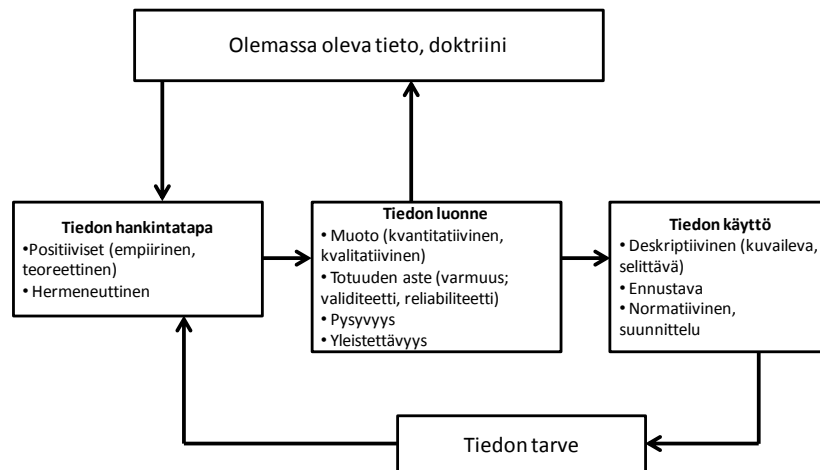 Olemassa oleva tieto, doktriini
Tiedon hankintatapa
•Positiiviset (empiirinen,
teoreettinen)
• Hermeneuttinen
Tiedon luonne
• Muoto (kvantitatiivinen,
kvalitatiivinen)
• Totuuden aste (varmuus;
validiteetti, reliabiliteetti)
• Pysyvyys
• Yleistettävyys
Tiedon käyttö
• Deskriptiivinen (kuvaileva,
selittävä)
• Ennustava
• Normatiivinen,
suunnittelu
Tiedon tarve